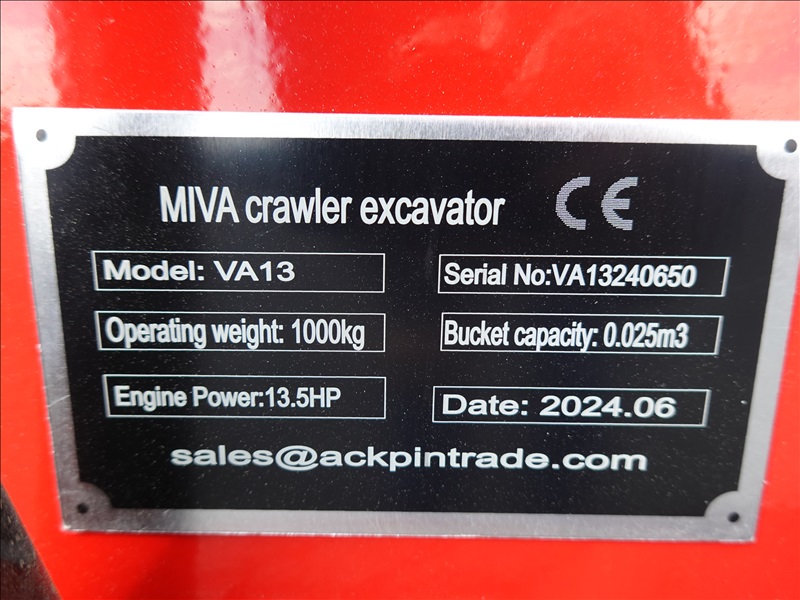 MIVA crawler excavator CE
Model: VA13
Serial No:VA13240650
Operating weight: 1000kg
Bucket capacity: 0.025m3
Engine Power:13.5HP
Date: 2024.06
sales@ackpintrade.com